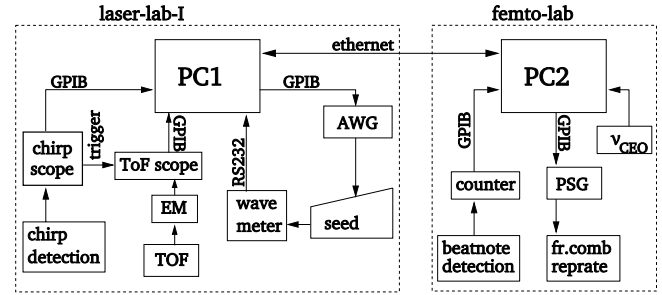 laser-lab-I
femto-lab
ethernet
PC1
PC2
GPIB
GPIB
GPIB
GPIB
GPIB
trigger
RS232
AWG
ν_CEO
chirp
scope
ToF scope
counter
PSG
EM
wave
meter
seed
chirp
detection
TOF
beatnote
detection
fr.comb
reprate